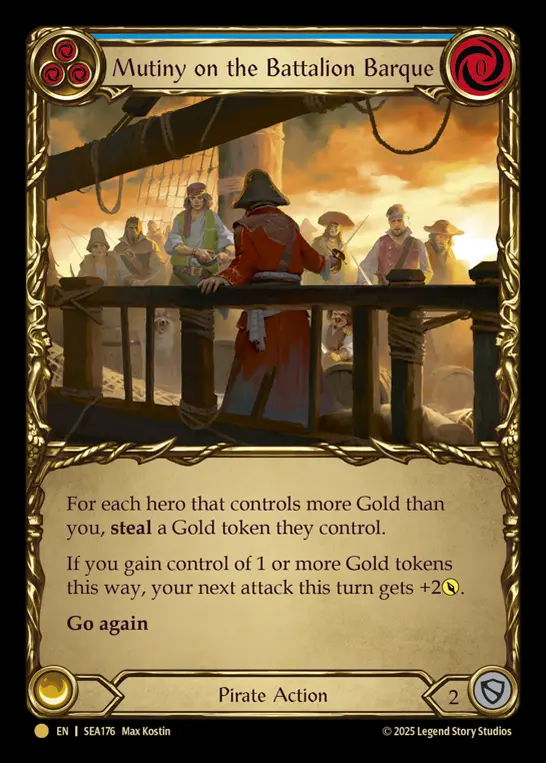 Mutiny on the Battalion Barque
0
For each hero that controls more Gold than
you, steal a Gold token they control.
If you gain control of 1 or more Gold tokens
this way, your next attack this turn gets +2.
Go again
Pirate Action
2
EN | SEA176 Max Kostin
© 2025 Legend Story Studios